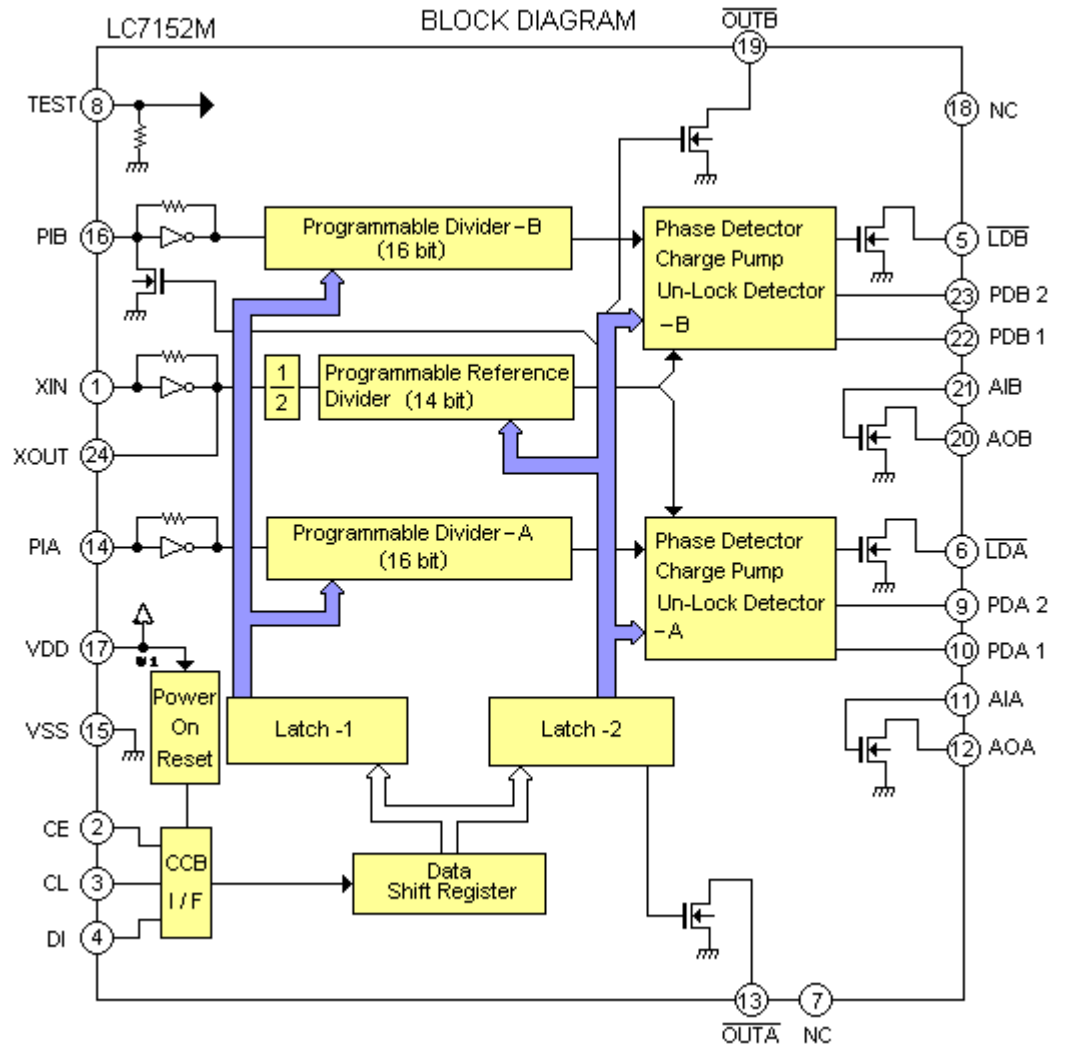 LC7152M
BLOCK DIAGRAM
OUTB
19
TEST 8
18 NC
PIB 16
Programmable Divider-B
(16 bit)
Phase Detector
Charge Pump
Un-Lock Detector
-B
5 LDB
23 PDB 2
22 PDB 1
XIN 1
1
2
Programmable Reference
Divider (14 bit)
21 AIB
20 AOB
XOUT 24
PIA 14
Programmable Divider-A
(16 bit)
Phase Detector
Charge Pump
Un-Lock Detector
-A
6 LDA
9 PDA 2
10 PDA 1
VDD 17
Power
On
Reset
VSS 15
Latch -1
Latch -2
11 AIA
12 AOA
CE 2
CL 3
DI 4
CCB
I/F
Data
Shift Register
13
OUTA
7
NC